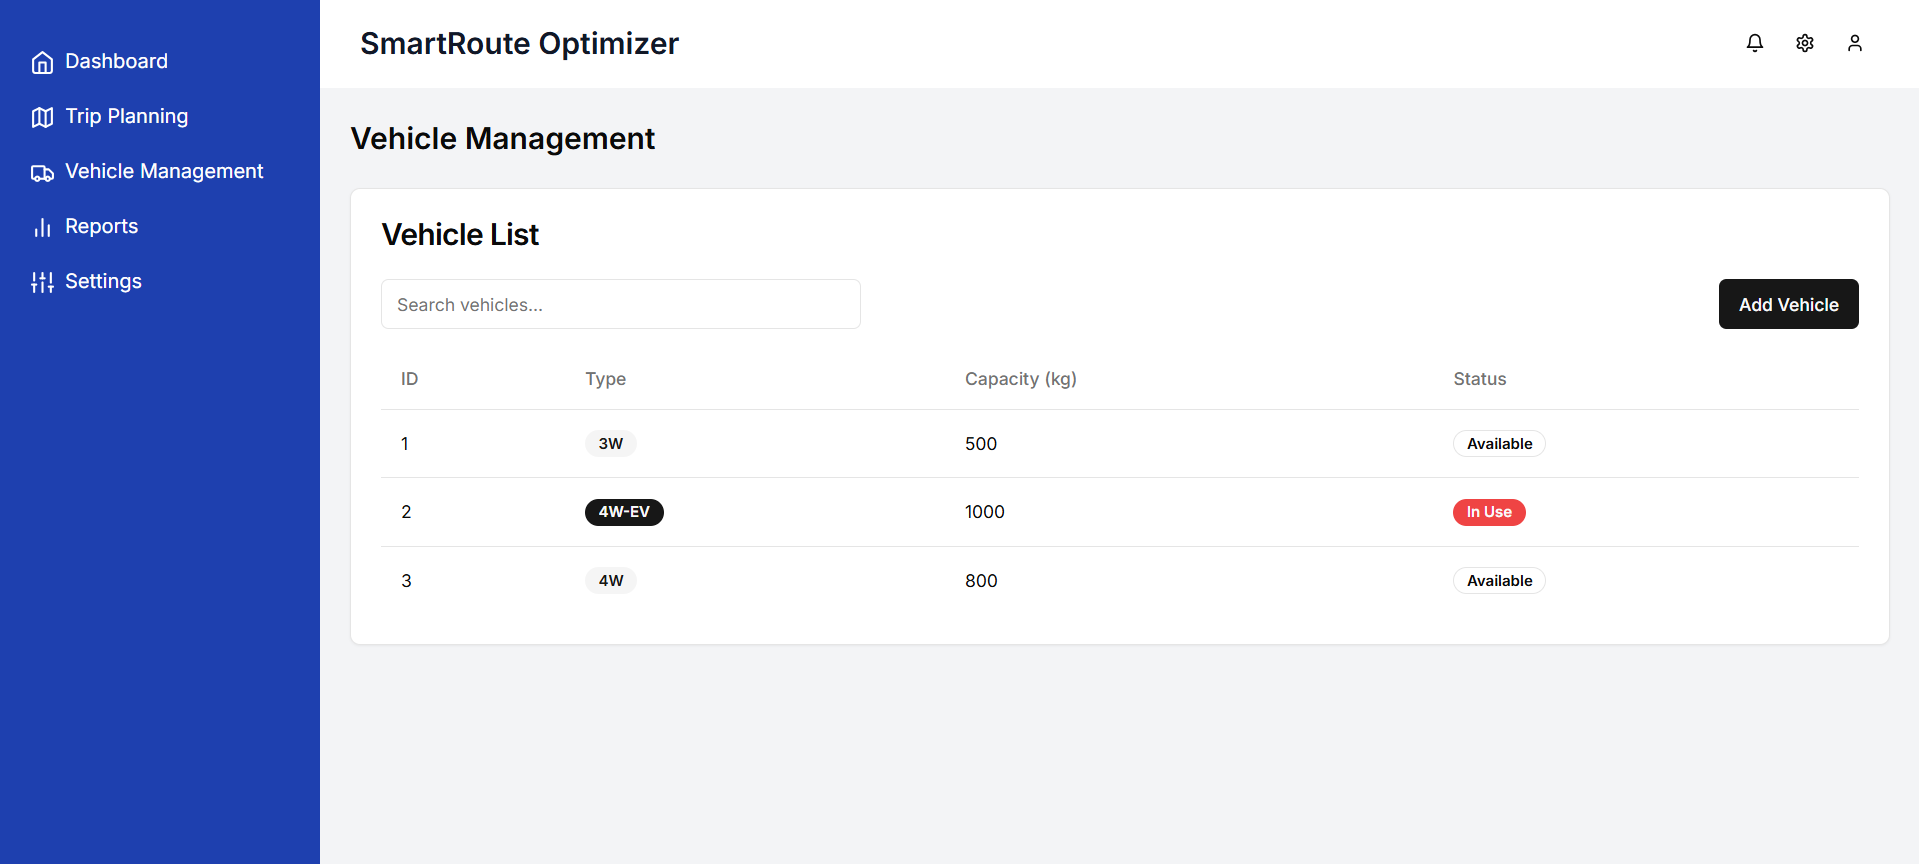 Dashboard
Trip Planning
Vehicle Management
Reports
Settings
SmartRoute Optimizer
Vehicle Management
Vehicle List
Search vehicles...
Add Vehicle
ID Type Capacity (kg) Status
1 3W 500 Available
2 4W-EV 1000 In Use
3 4W 800 Available